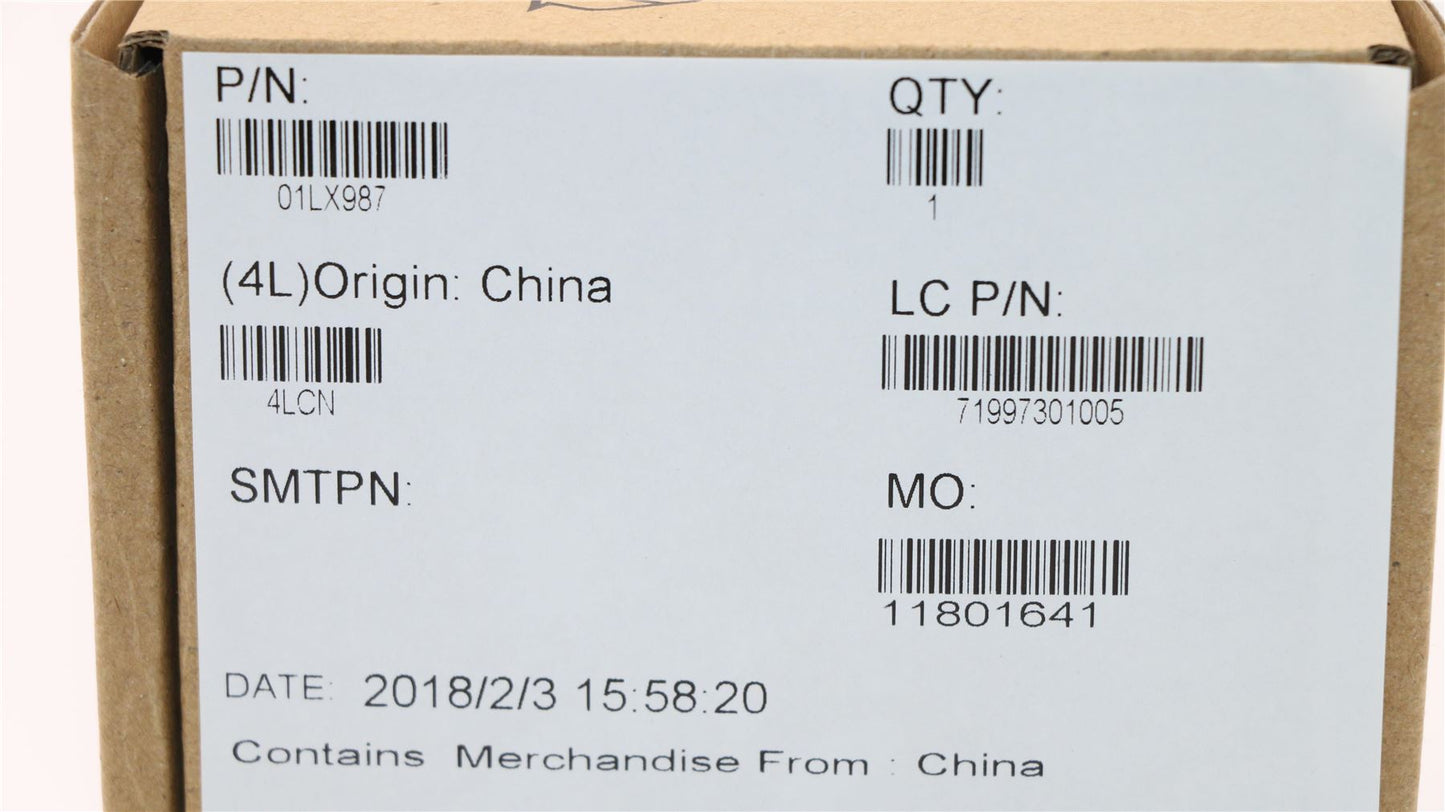 P/N:
01LX987
QTY:
1
(4L)Origin: China
4LCN
LC P/N:
71997301005
SMTPN:
MO:
11801641
DATE: 2018/2/3 15:58:20
Contains Merchandise From : China